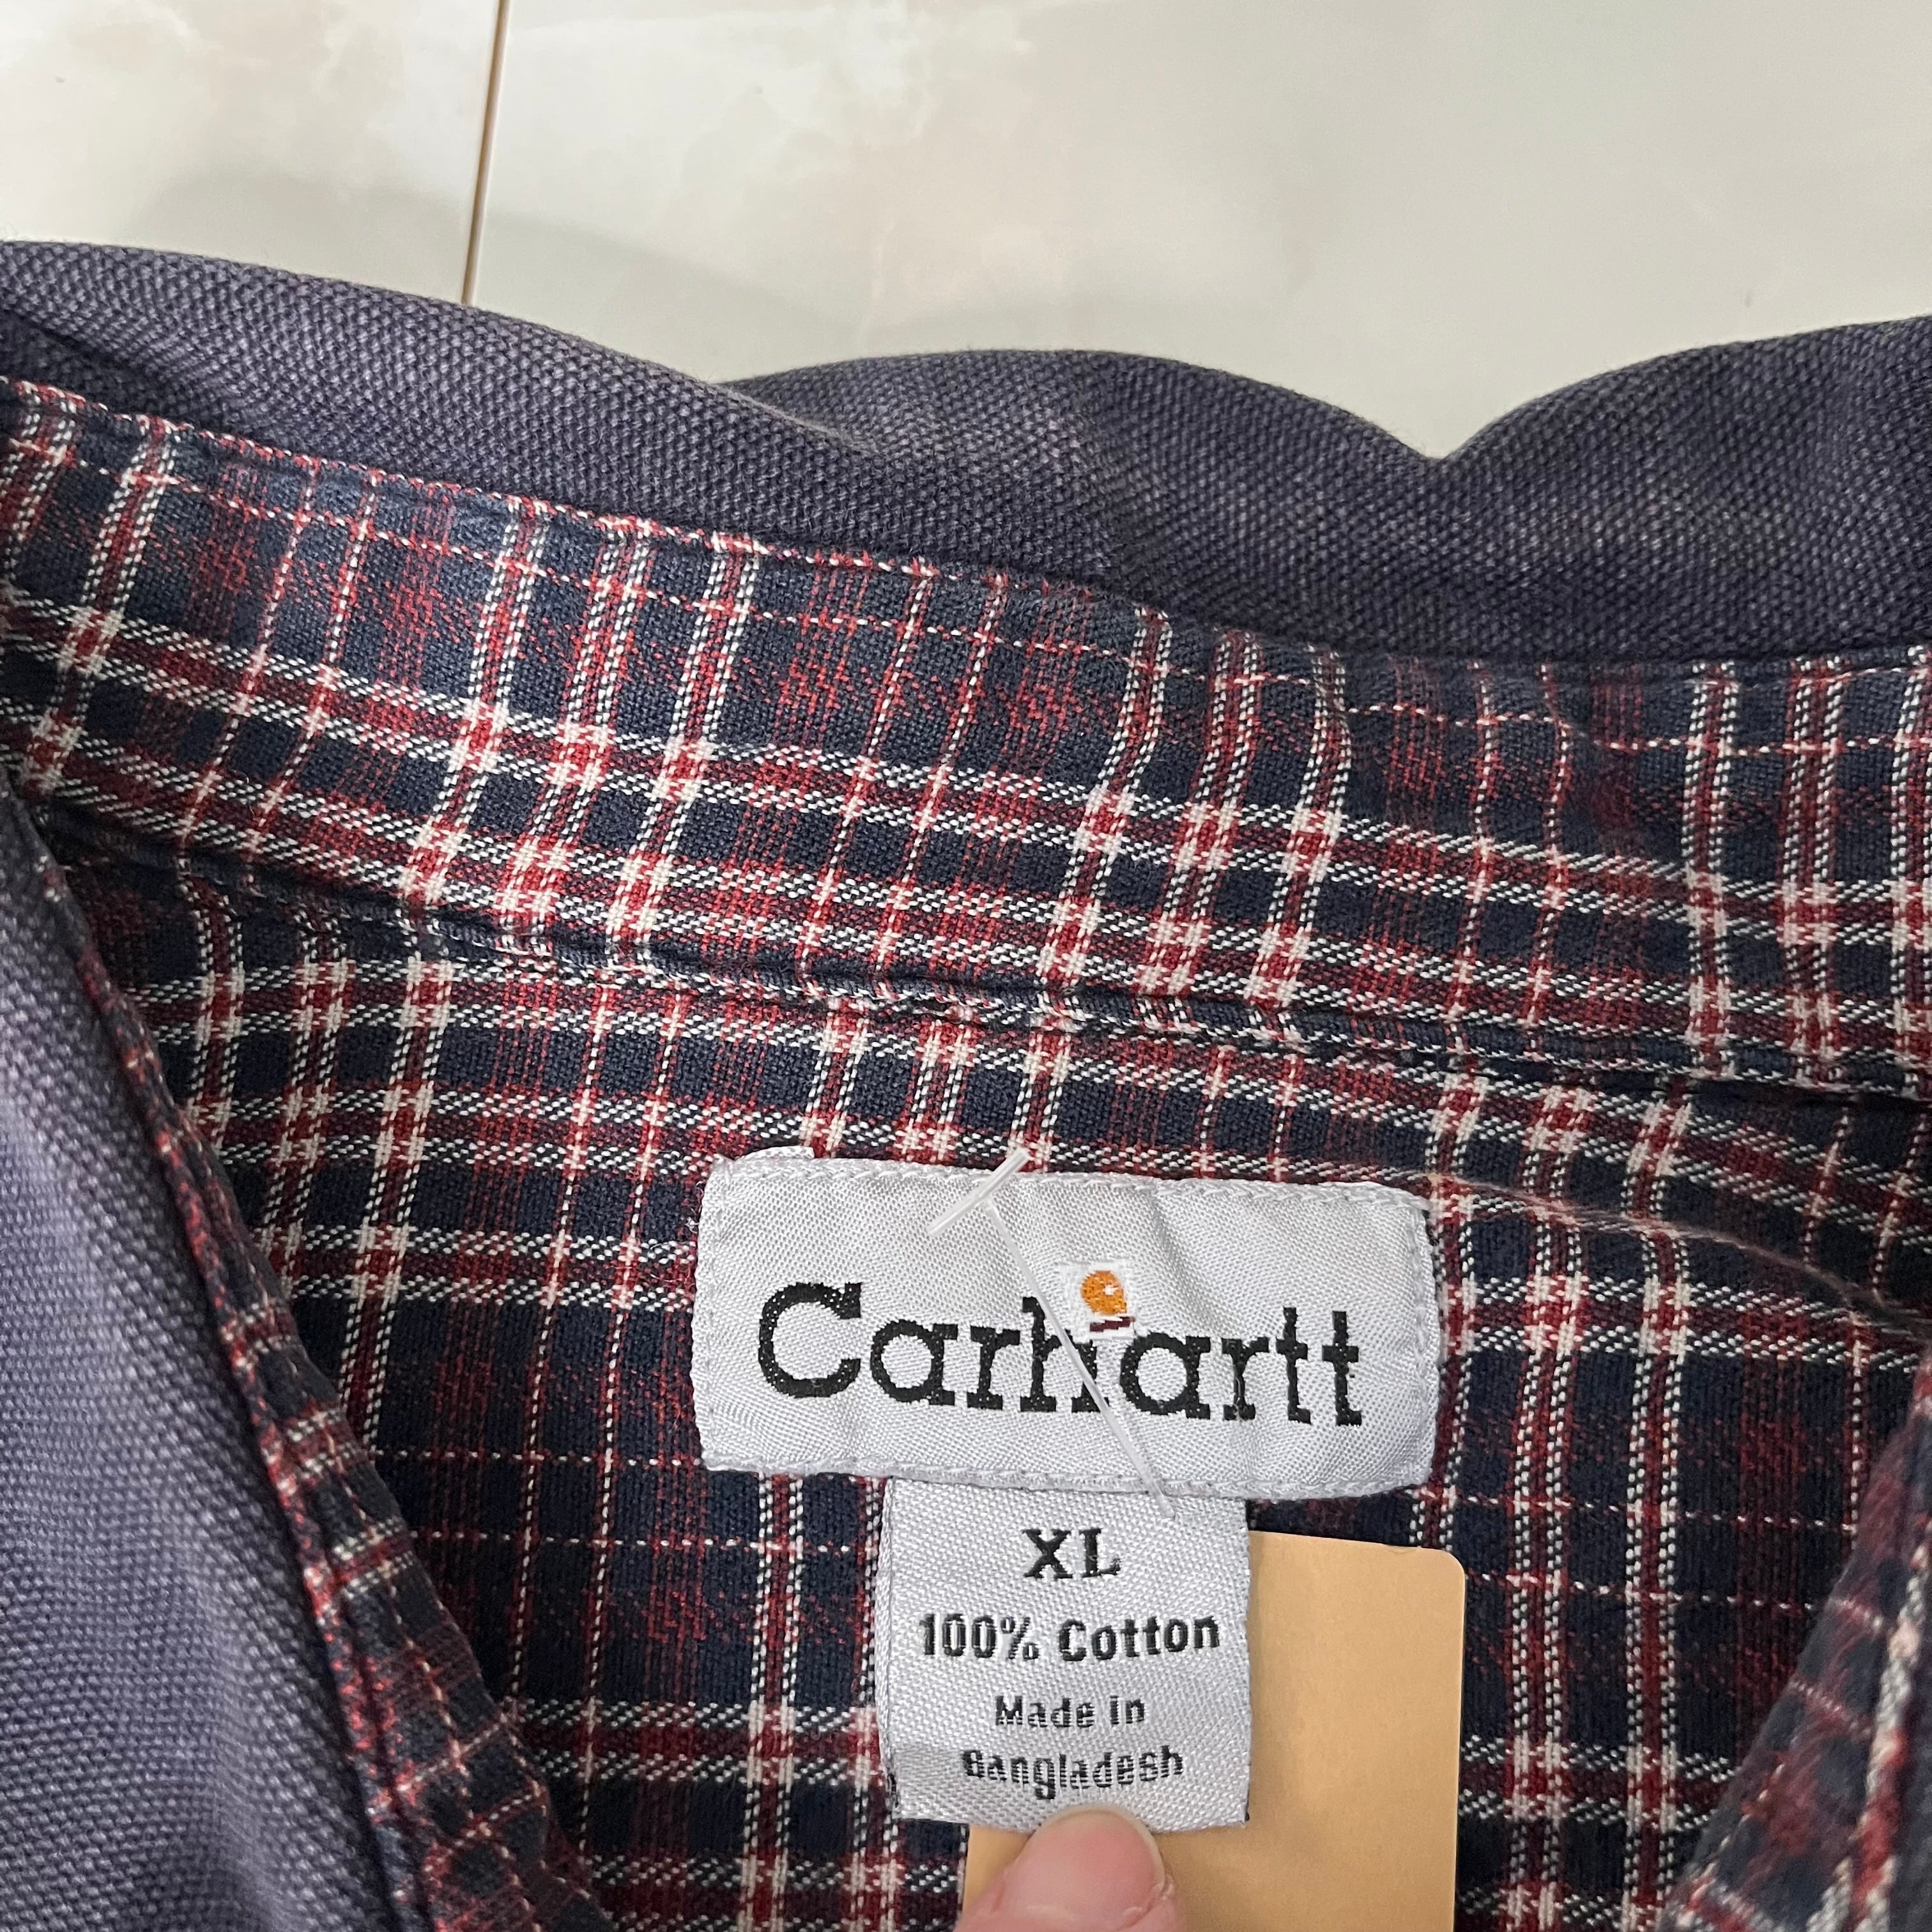 Carhartt
XL
100% Cotton
Made in
Bangladesh